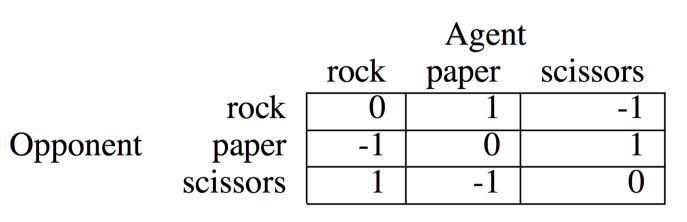 Agent
rock paper scissors
rock 0 1 -1
Opponent paper -1 0 1
scissors 1 -1 0